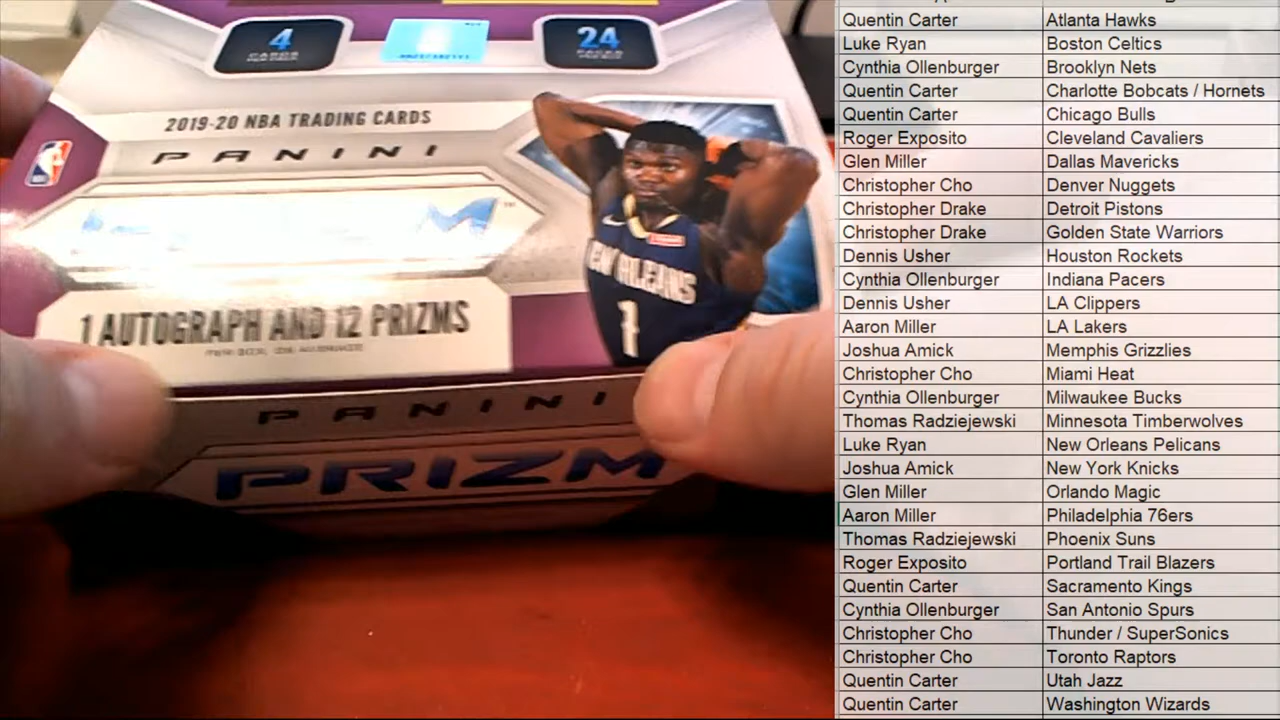 4
CARDS
PER PACK
24
PACKS
PER BOX
2019-20 NBA TRADING CARDS
PANINI
1 AUTOGRAPH AND 12 PRIZMS
NEW ORLEANS
1
PANINI
PRIZM
Quentin Carter Atlanta Hawks
Luke Ryan Boston Celtics
Cynthia Ollenburger Brooklyn Nets
Quentin Carter Charlotte Bobcats / Hornets
Quentin Carter Chicago Bulls
Roger Exposito Cleveland Cavaliers
Glen Miller Dallas Mavericks
Christopher Cho Denver Nuggets
Christopher Drake Detroit Pistons
Christopher Drake Golden State Warriors
Dennis Usher Houston Rockets
Cynthia Ollenburger Indiana Pacers
Dennis Usher LA Clippers
Aaron Miller LA Lakers
Joshua Amick Memphis Grizzlies
Christopher Cho Miami Heat
Cynthia Ollenburger Milwaukee Bucks
Thomas Radziejewski Minnesota Timberwolves
Luke Ryan New Orleans Pelicans
Joshua Amick New York Knicks
Glen Miller Orlando Magic
Aaron Miller Philadelphia 76ers
Thomas Radziejewski Phoenix Suns
Roger Exposito Portland Trail Blazers
Quentin Carter Sacramento Kings
Cynthia Ollenburger San Antonio Spurs
Christopher Cho Thunder / SuperSonics
Christopher Cho Toronto Raptors
Quentin Carter Utah Jazz
Quentin Carter Washington Wizards